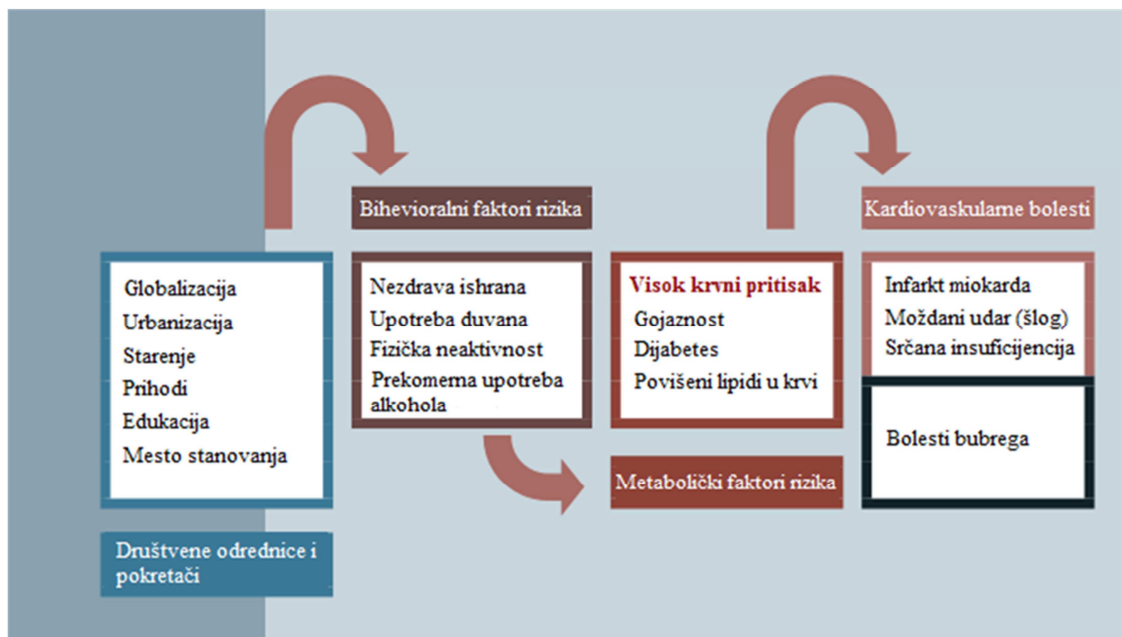 Društvene odrednice i
pokretači
Globalizacija
Urbanizacija
Starenje
Prihodi
Edukacija
Mesto stanovanja
Bihevioralni faktori rizika
Nezdrava ishrana
Upotreba duvana
Fizička neaktivnost
Prekomerna upotreba
alkohola
Visok krvni pritisak
Gojaznost
Dijabetes
Povišeni lipidi u krvi
Metabolički faktori rizika
Kardiovaskularne bolesti
Infarkt miokarda
Moždani udar (šlog)
Srčana insuficijencija
Bolesti bubrega